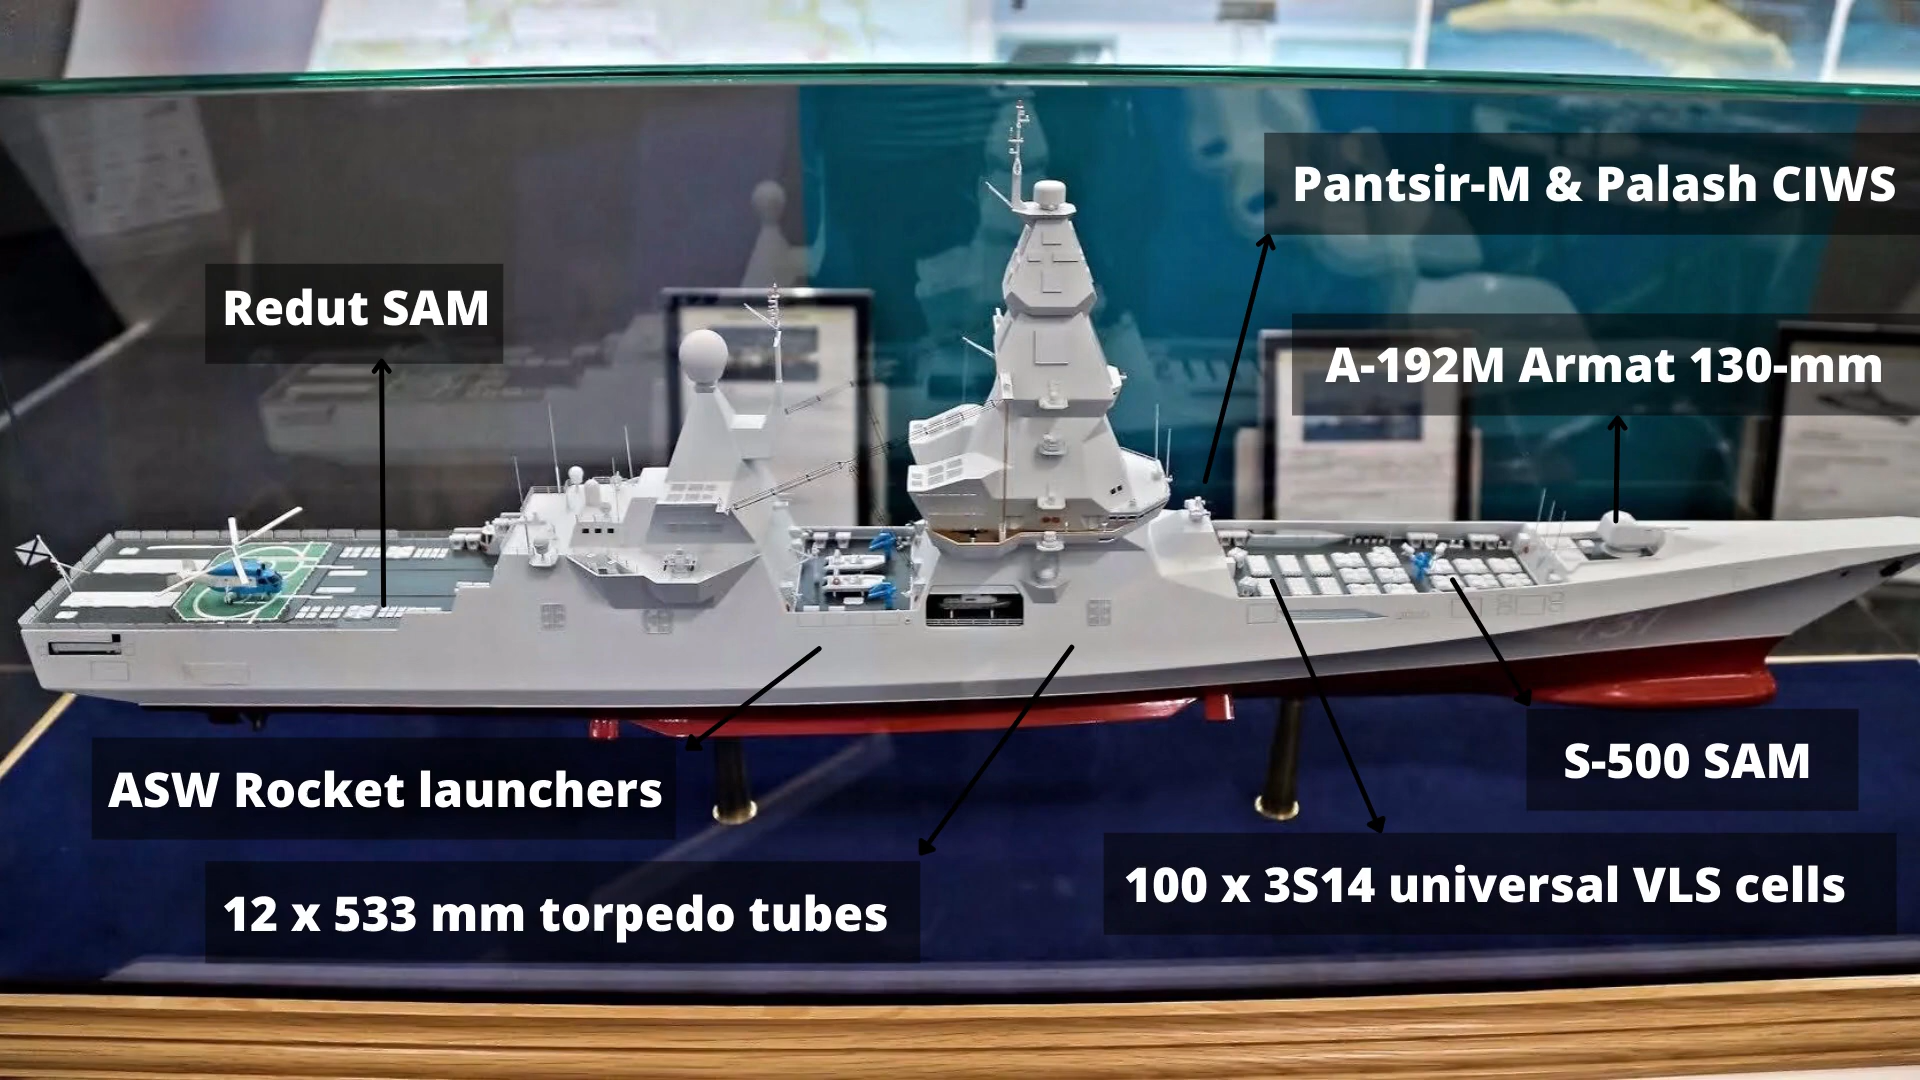 Pantsir-M & Palash CIWS
Redut SAM
A-192M Armat 130-mm
S-500 SAM
ASW Rocket launchers
100 x 3S14 universal VLS cells
12 x 533 mm torpedo tubes